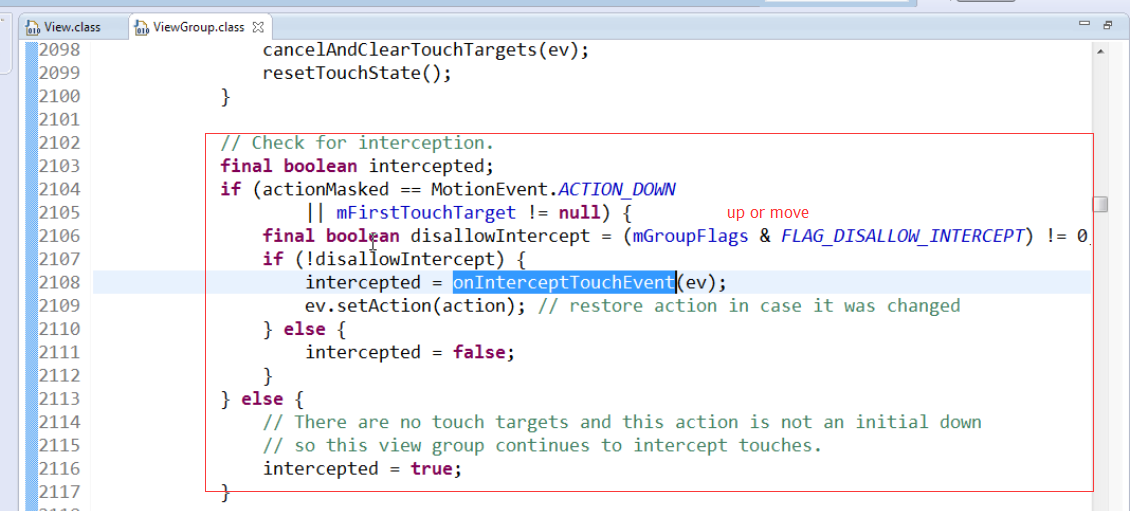 View.class ViewGroup.class
2098 cancelAndClearTouchTargets(ev);
2099 resetTouchState();
2100 }
2101
2102 // Check for interception.
2103 final boolean intercepted;
2104 if (actionMasked == MotionEvent.ACTION_DOWN
2105 || mFirstTouchTarget != null) { up or move
2106 final boolean disallowIntercept = (mGroupFlags & FLAG_DISALLOW_INTERCEPT) != 0
2107 if (!disallowIntercept) {
2108 intercepted = onInterceptTouchEvent(ev);
2109 ev.setAction(action); // restore action in case it was changed
2110 } else {
2111 intercepted = false;
2112 }
2113 } else {
2114 // There are no touch targets and this action is not an initial down
2115 // so this view group continues to intercept touches.
2116 intercepted = true;
2117 }